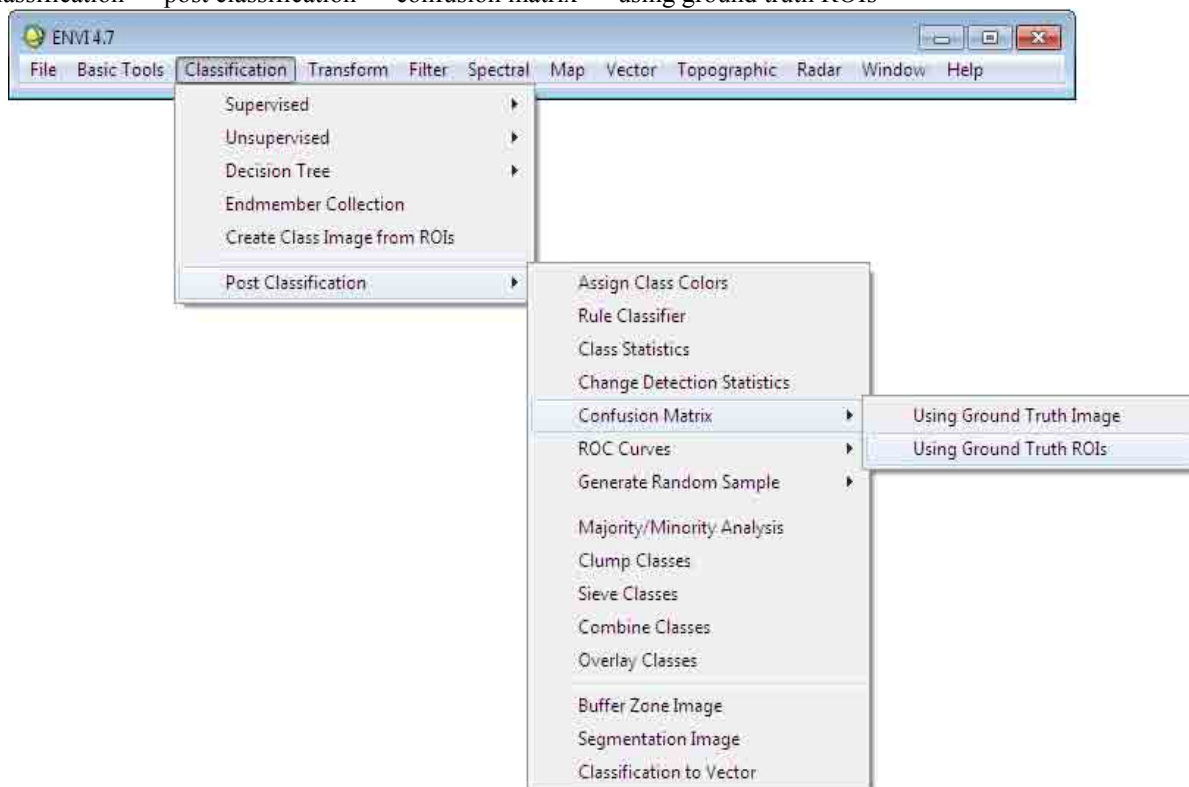 ENVI 4.7
File Basic Tools Classification Transform Filter Spectral Map Vector Topographic Radar Window Help
Supervised
Unsupervised
Decision Tree
Endmember Collection
Create Class Image from ROIs
Post Classification
Assign Class Colors
Rule Classifier
Class Statistics
Change Detection Statistics
Confusion Matrix
Using Ground Truth Image
ROC Curves
Using Ground Truth ROIs
Generate Random Sample
Majority/Minority Analysis
Clump Classes
Sieve Classes
Combine Classes
Overlay Classes
Buffer Zone Image
Segmentation Image
Classification to Vector